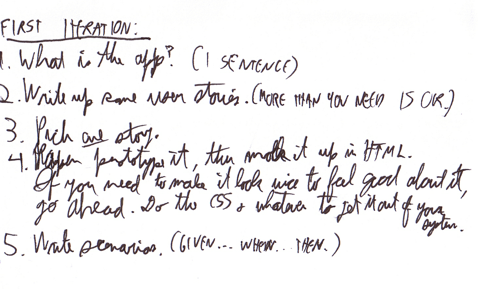 FIRST ITERATION:
1. What is the app? (1 SENTENCE)
2. Write up some user stories. (MORE THAN YOU NEED IS OK.)
3. Pick one story.
4. Paper prototype it, then mock it up in HTML.
If you need to make it look nice to feel good about it,
go ahead. Do the CSS & whatever to get it out of your
system.
5. Write scenarios. (GIVEN... WHEN... THEN.)